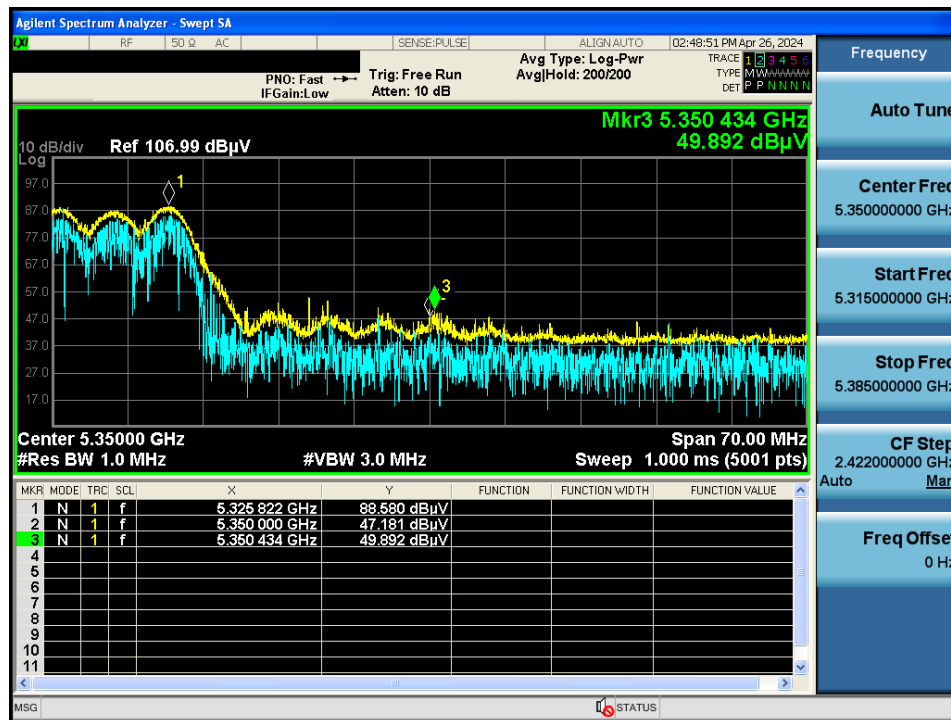 Agilent Spectrum Analyzer - Swept SA
LXI RF 50 Ω AC SENSE:PULSE ALIGN AUTO 02:48:51 PM Apr 26, 2024
PNO: Fast Trig: Free Run Avg Type: Log-Pwr TRACE 1 2 3 4 5 6
IFGain:Low Atten: 10 dB Avg|Hold: 200/200 TYPE M W W W W W
DET P P N N N N
Mkr3 5.350 434 GHz
49.892 dBµV
10 dB/div Ref 106.99 dBµV
Log
97.0
87.0
77.0
67.0
57.0
47.0
37.0
27.0
17.0
1
3
Center 5.35000 GHz Span 70.00 MHz
#Res BW 1.0 MHz #VBW 3.0 MHz Sweep 1.000 ms (5001 pts)
MKR MODE TRC SCL X Y FUNCTION FUNCTION WIDTH FUNCTION VALUE
1 N 1 f 5.325 822 GHz 88.580 dBµV
2 N 1 f 5.350 000 GHz 47.181 dBµV
3 N 1 f 5.350 434 GHz 49.892 dBµV
4
5
6
7
8
9
10
11
MSG STATUS
Frequency
Auto Tune
Center Freq
5.350000000 GHz
Start Freq
5.315000000 GHz
Stop Freq
5.385000000 GHz
CF Step
2.422000000 GHz
Auto Man
Freq Offset
0 Hz